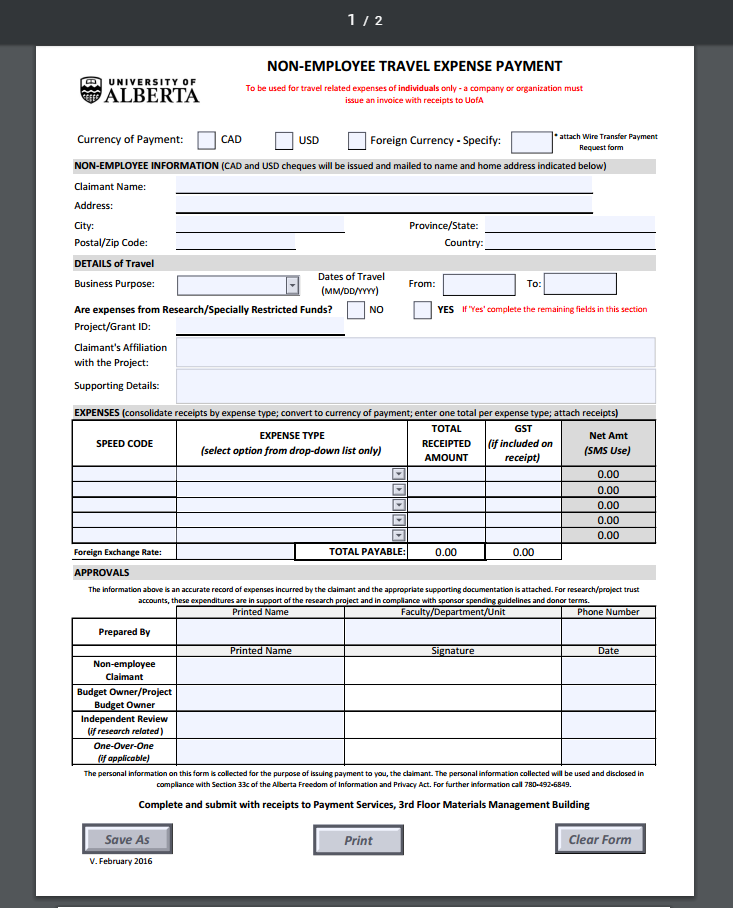 1 / 2
NON-EMPLOYEE TRAVEL EXPENSE PAYMENT
UNIVERSITY OF
ALBERTA
To be used for travel related expenses of individuals only - a company or organization must
issue an invoice with receipts to UofA
Currency of Payment: CAD USD Foreign Currency - Specify: * attach Wire Transfer Payment
Request form
NON-EMPLOYEE INFORMATION (CAD and USD cheques will be issued and mailed to name and home address indicated below)
Claimant Name:
Address:
City: Province/State:
Postal/Zip Code: Country:
DETAILS of Travel
Business Purpose: Dates of Travel From: To:
(MM/DD/YYYY)
Are expenses from Research/Specially Restricted Funds? NO YES If 'Yes' complete the remaining fields in this section
Project/Grant ID:
Claimant's Affiliation
with the Project:
Supporting Details:
EXPENSES (consolidate receipts by expense type; convert to currency of payment; enter one total per expense type; attach receipts)
SPEED CODE
EXPENSE TYPE
(select option from drop-down list only)
TOTAL
RECEIPTED
AMOUNT
GST
(if included on
receipt)
Net Amt
(SMS Use)
0.00
0.00
0.00
0.00
0.00
Foreign Exchange Rate: TOTAL PAYABLE: 0.00 0.00
APPROVALS
The information above is an accurate record of expenses incurred by the claimant and the appropriate supporting documentation is attached. For research/project trust
accounts, these expenditures are in support of the research project and in compliance with sponsor spending guidelines and donor terms.
Printed Name Faculty/Department/Unit Phone Number
Prepared By
Printed Name Signature Date
Non-employee
Claimant
Budget Owner/Project
Budget Owner
Independent Review
(if research related)
One-Over-One
(if applicable)
The personal information on this form is collected for the purpose of issuing payment to you, the claimant. The personal information collected will be used and disclosed in
compliance with Section 33c of the Alberta Freedom of Information and Privacy Act. For further information call 780-492-6849.
Complete and submit with receipts to Payment Services, 3rd Floor Materials Management Building
Save As Print Clear Form
V. February 2016